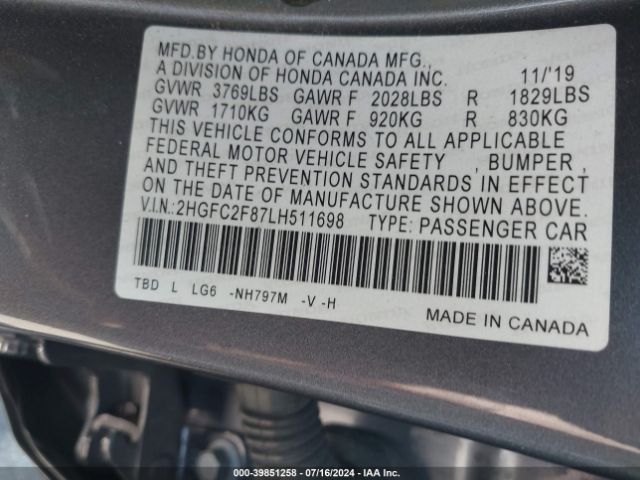 MFD.BY HONDA OF CANADA MFG.,
A DIVISION OF HONDA CANADA INC. 11/'19
GVWR 3769LBS GAWR F 2028LBS R 1829LBS
GVWR 1710KG GAWR F 920KG R 830KG
THIS VEHICLE CONFORMS TO ALL APPLICABLE
FEDERAL MOTOR VEHICLE SAFETY , BUMPER ,
AND THEFT PREVENTION STANDARDS IN EFFECT
ON THE DATE OF MANUFACTURE SHOWN ABOVE.
V.I.N.:2HGFC2F87LH511698 TYPE: PASSENGER CAR
TBD L LG6 -NH797M -V -H
MADE IN CANADA
000-39851258 - 07/16/2024 - IAA Inc.